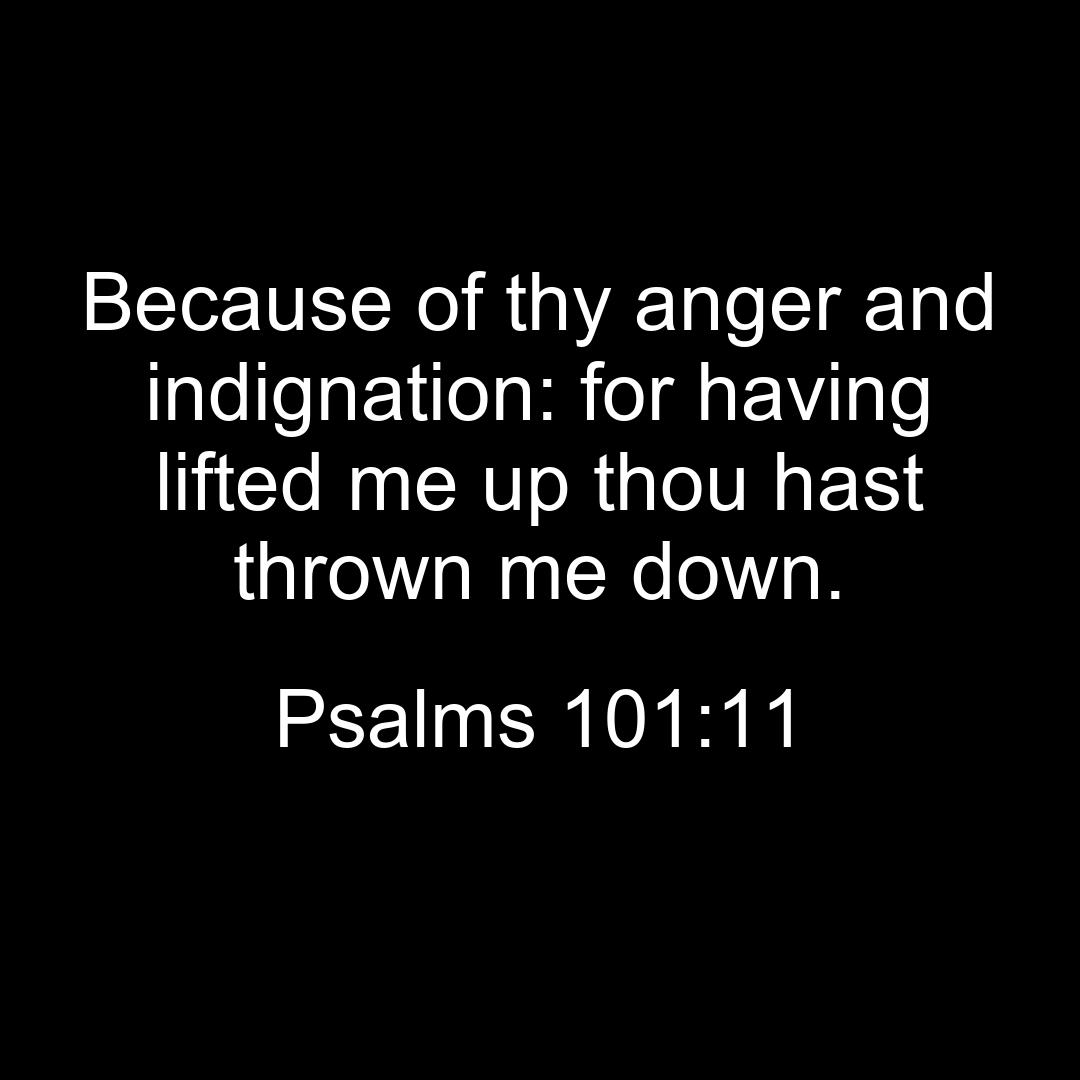 Because of thy anger and
indignation: for having
lifted me up thou hast
thrown me down.
Psalms 101:11